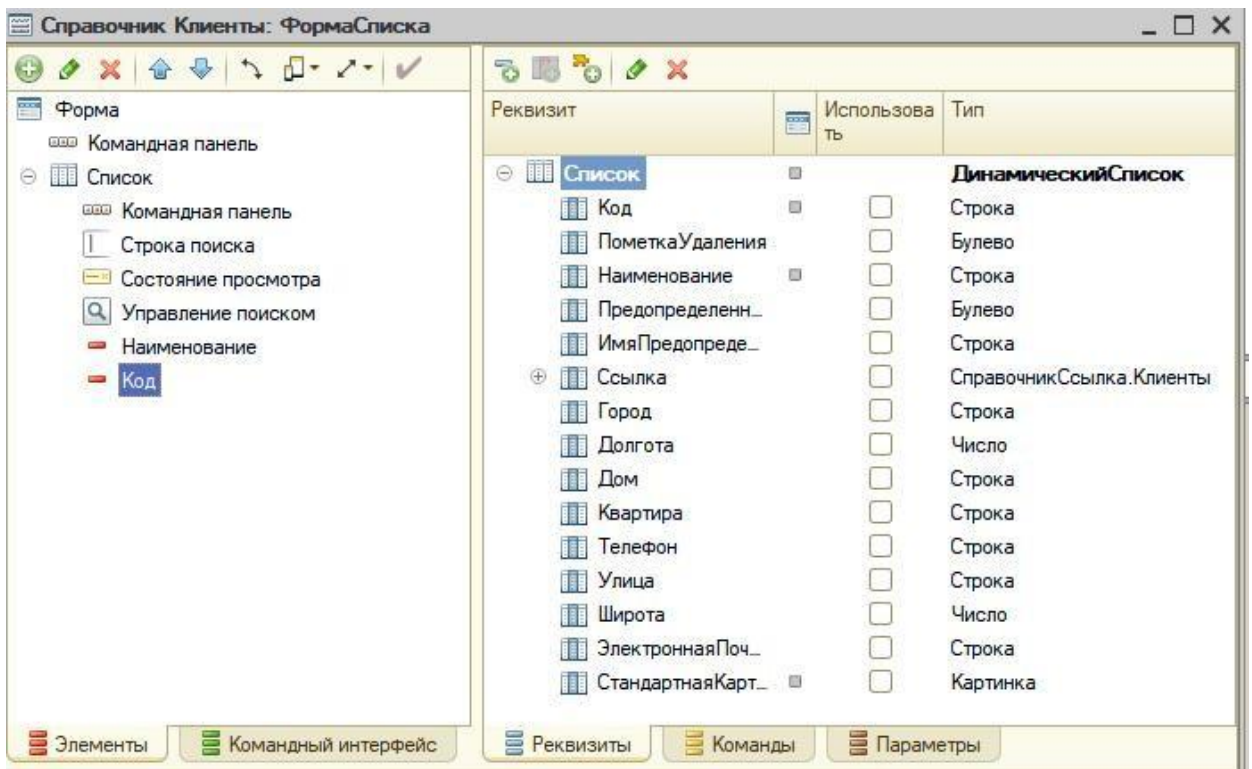 Справочник Клиенты: ФормаСписка
Форма
Командная панель
Список
Командная панель
Строка поиска
Состояние просмотра
Управление поиском
Наименование
Код
Элементы
Командный интерфейс
Реквизит
Использова
ть
Тип
Список ДинамическийСписок
Код Строка
ПометкаУдаления Булево
Наименование Строка
Предопределенн... Булево
ИмяПредопреде... Строка
Ссылка СправочникСсылка.Клиенты
Город Строка
Долгота Число
Дом Строка
Квартира Строка
Телефон Строка
Улица Строка
Широта Число
ЭлектроннаяПоч... Строка
СтандартнаяКарт... Картинка
Реквизиты
Команды
Параметры